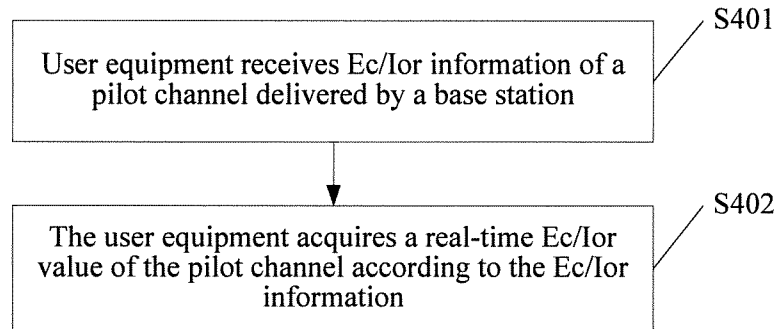 S401
User equipment receives Ec/Ior information of a
pilot channel delivered by a base station
S402
The user equipment acquires a real-time Ec/Ior
value of the pilot channel according to the Ec/Ior
information